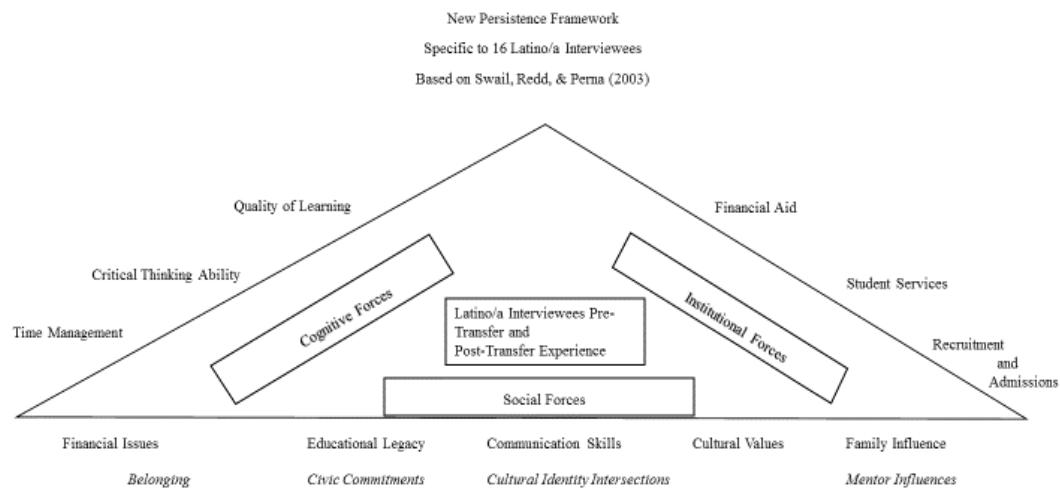 New Persistence Framework
Specific to 16 Latino/a Interviewees
Based on Swail, Redd, & Perna (2003)
Quality of Learning
Financial Aid
Critical Thinking Ability
Student Services
Cognitive Forces
Institutional Forces
Time Management
Latino/a Interviewees Pre-
Transfer and
Post-Transfer Experience
Recruitment
and
Admissions
Social Forces
Financial Issues
Educational Legacy
Communication Skills
Cultural Values
Family Influence
Belonging
Civic Commitments
Cultural Identity Intersections
Mentor Influences